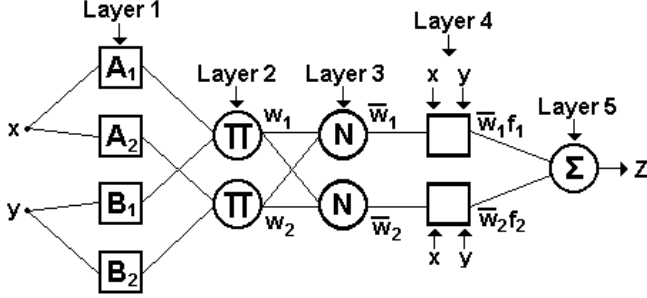 Layer 1
Layer 4
A₁
Layer 2
Layer 3
x y
Layer 5
x
A₂
Π
w₁
N
w̅₁
w̅₁f₁
Σ
Z
y
B₁
Π
w₂
N
w̅₂
w̅₂f₂
B₂
x y